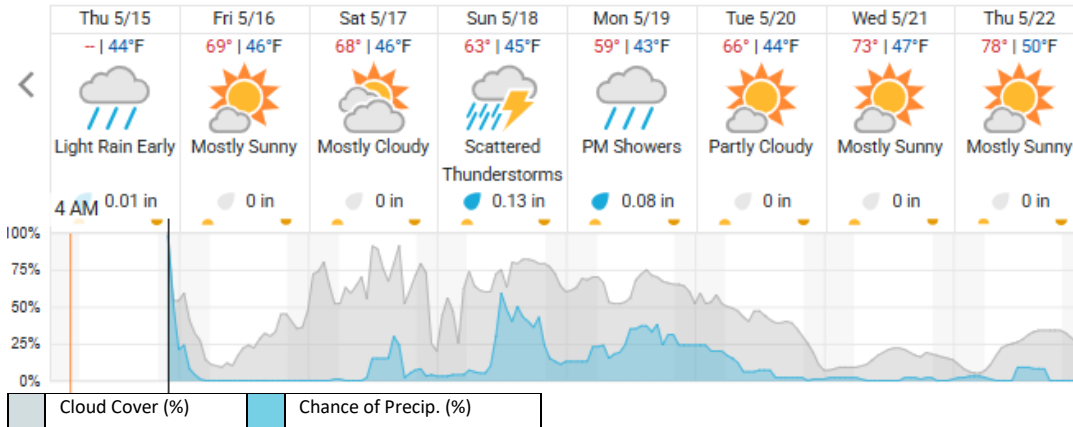 Thu 5/15 Fri 5/16 Sat 5/17 Sun 5/18 Mon 5/19 Tue 5/20 Wed 5/21 Thu 5/22
-- | 44°F 69° | 46°F 68° | 46°F 63° | 45°F 59° | 43°F 66° | 44°F 73° | 47°F 78° | 50°F
Light Rain Early Mostly Sunny Mostly Cloudy Scattered PM Showers Partly Cloudy Mostly Sunny Mostly Sunny
Thunderstorms
4 AM 0.01 in 0 in 0 in 0.13 in 0.08 in 0 in 0 in 0 in
100%
75%
50%
25%
0%
Cloud Cover (%) Chance of Precip. (%)